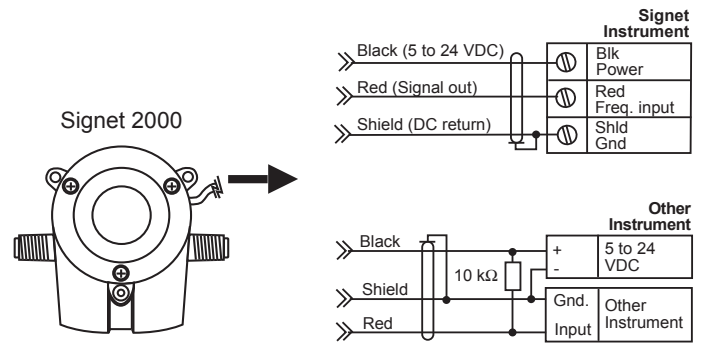 Signet 2000
Signet
Instrument
Black (5 to 24 VDC)
Blk
Power
Red (Signal out)
Red
Freq. input
Shield (DC return)
Shld
Gnd
Other
Instrument
Black
+
-
5 to 24
VDC
10 kΩ
Shield
Gnd.
Other
Instrument
Red
Input